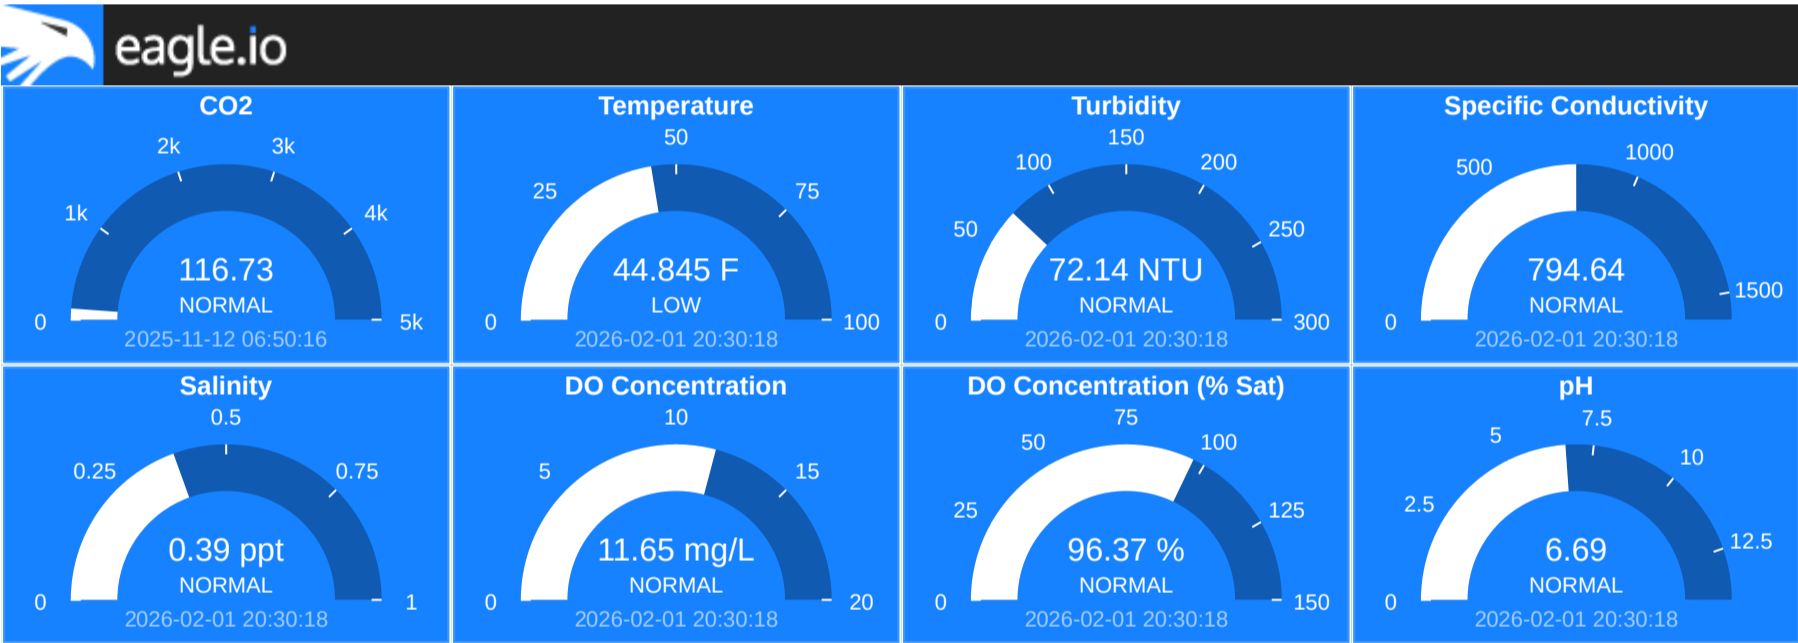 eagle.io
CO2
2k
3k
1k
4k
116.73
NORMAL
0
5k
2025-11-12 06:50:16
Temperature
50
25
75
44.845 F
LOW
0
100
2026-02-01 20:30:18
Turbidity
150
100
200
50
250
72.14 NTU
NORMAL
0
300
2026-02-01 20:30:18
Specific Conductivity
1000
500
794.64
1500
NORMAL
0
2026-02-01 20:30:18
Salinity
0.5
0.25
0.75
0.39 ppt
NORMAL
0
1
2026-02-01 20:30:18
DO Concentration
10
5
15
11.65 mg/L
NORMAL
0
20
2026-02-01 20:30:18
DO Concentration (% Sat)
75
50
100
25
125
96.37 %
NORMAL
0
150
2026-02-01 20:30:18
pH
7.5
5
10
2.5
12.5
6.69
NORMAL
0
2026-02-01 20:30:18